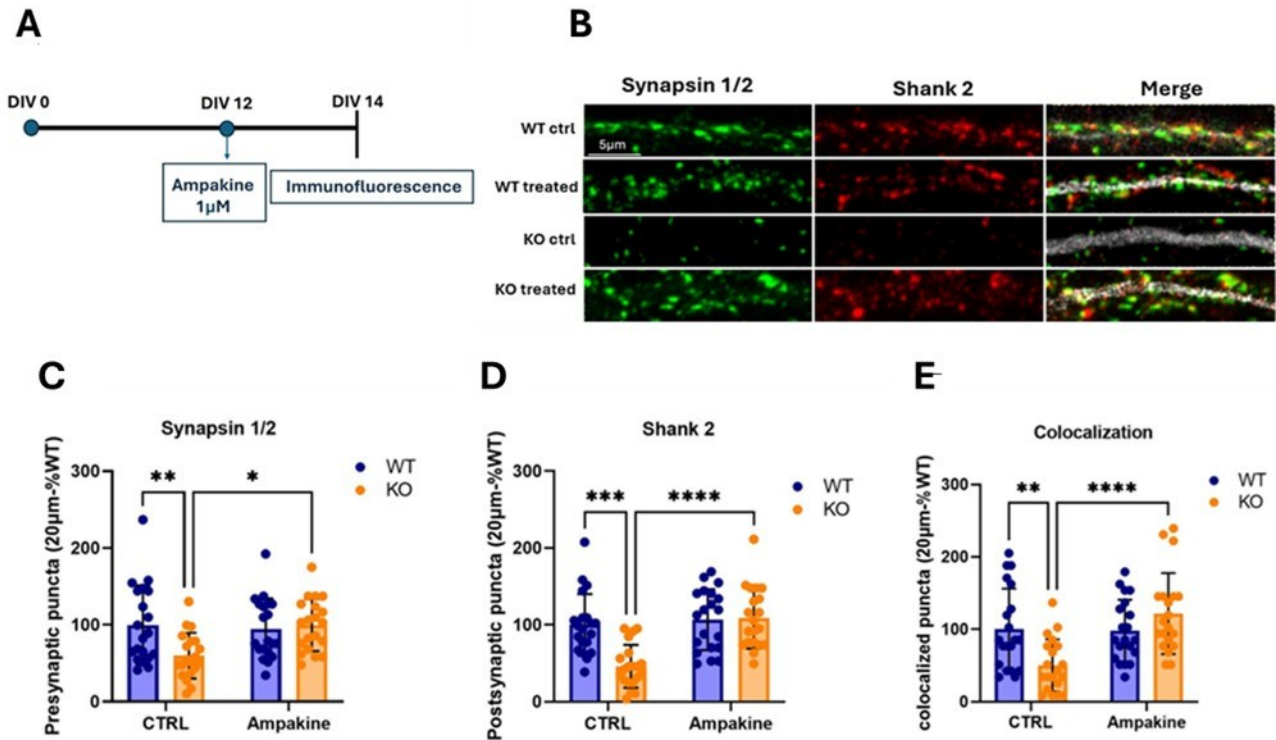 A
DIV 0
DIV 12
DIV 14
Ampakine
1µM
Immunofluorescence
B
Synapsin 1/2
Shank 2
Merge
WT ctrl
5µm
WT treated
KO ctrl
KO treated
C
Synapsin 1/2
Presynaptic puncta (20µm-%WT)
300
200
100
0
**
*
WT
KO
CTRL
Ampakine
D
Shank 2
Postsynaptic puncta (20µm-%WT)
300
200
100
0
***
****
WT
KO
CTRL
Ampakine
E
Colocalization
colocalized puncta (20µm-%WT)
300
200
100
0
**
****
WT
KO
CTRL
Ampakine